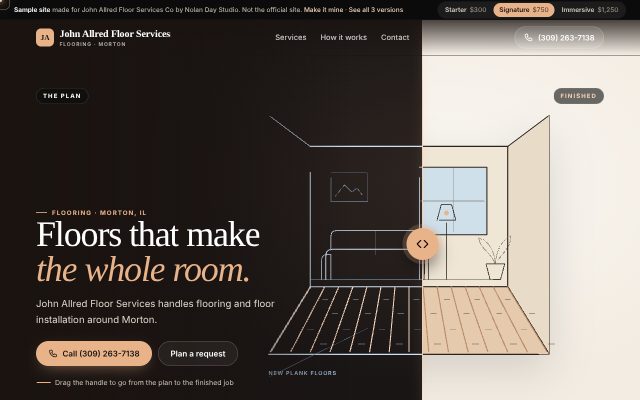 Sample site made for John Allred Floor Services Co by Nolan Day Studio. Not the official site. Make it mine · See all 3 versions
Starter $300 Signature $750 Immersive $1,250
JA John Allred Floor Services
FLOORING · MORTON
Services How it works Contact
(309) 263-7138
THE PLAN
FINISHED
FLOORING · MORTON, IL
Floors that make
the whole room.
John Allred Floor Services handles flooring and floor
installation around Morton.
Call (309) 263-7138
Plan a request
NEW PLANK FLOORS
Drag the handle to go from the plan to the finished job